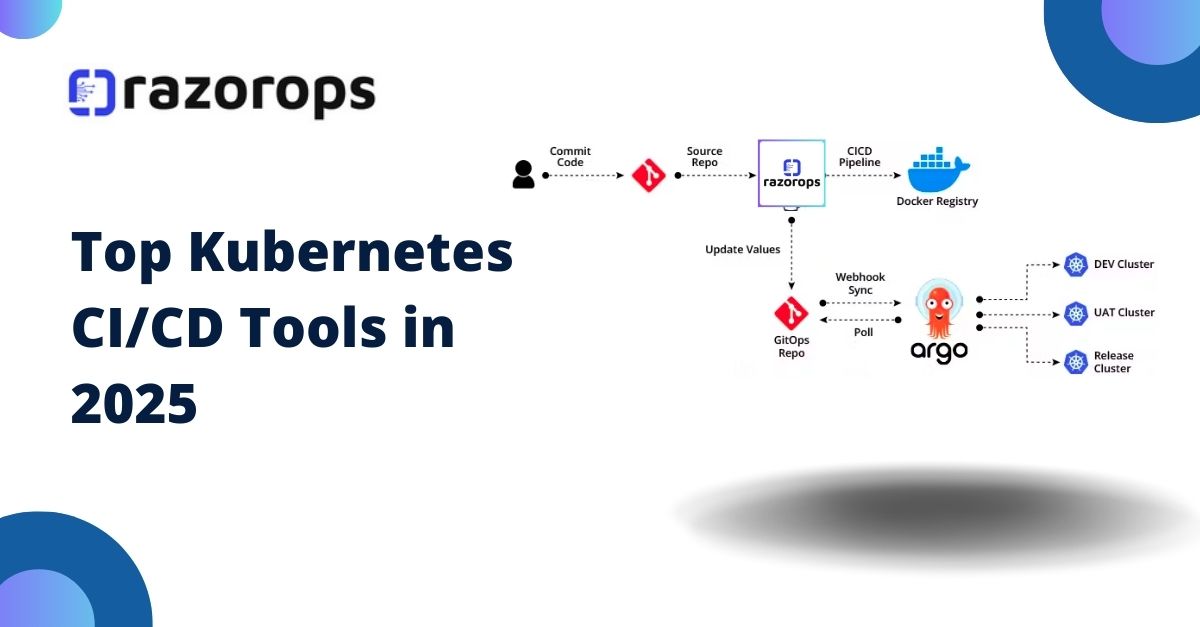 razorops
Top Kubernetes
CI/CD Tools in
2025
Commit
Code
Source
Repo
razorops
CICD
Pipeline
Docker Registry
Update Values
GitOps
Repo
Webhook
Sync
Poll
argo
DEV Cluster
UAT Cluster
Release
Cluster